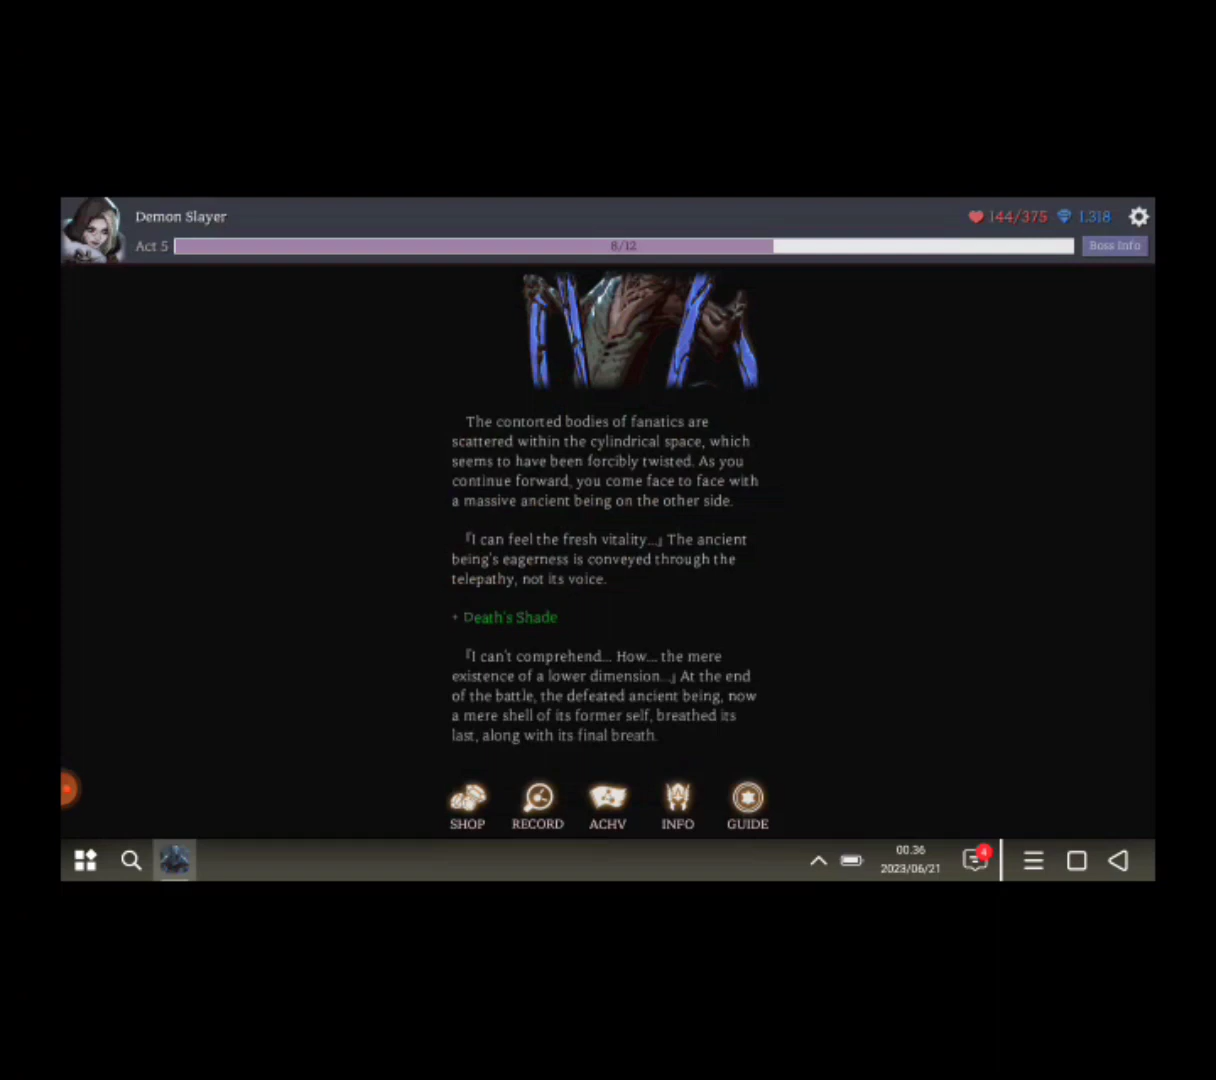 Demon Slayer
144/375
1,318
Act 5
8/12
Boss Info
The contorted bodies of fanatics are
scattered within the cylindrical space, which
seems to have been forcibly twisted. As you
continue forward, you come face to face with
a massive ancient being on the other side.
『I can feel the fresh vitality...』 The ancient
being's eagerness is conveyed through the
telepathy, not its voice.
+ Death's Shade
『I can't comprehend... How.... the mere
existence of a lower dimension...』 At the end
of the battle, the defeated ancient being, now
a mere shell of its former self, breathed its
last, along with its final breath.
SHOP
RECORD
ACHV
INFO
GUIDE
00.36
2023/06/21
4